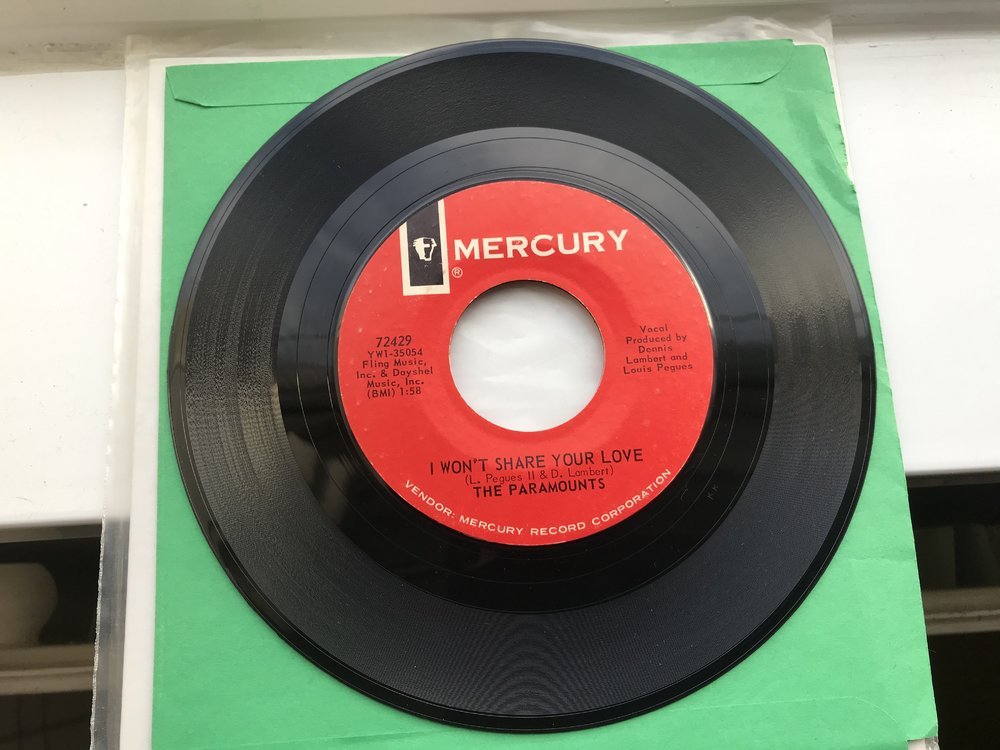 MERCURY
®
72429
YW1-35054
Fling Music,
Inc. & Dayshel
Music, Inc.
(BMI) 1:58
Vocal
Produced by
Dennis
Lambert and
Louis Pegues
I WON'T SHARE YOUR LOVE
(L. Pegues II & D. Lambert)
THE PARAMOUNTS
VENDOR: MERCURY RECORD CORPORATION